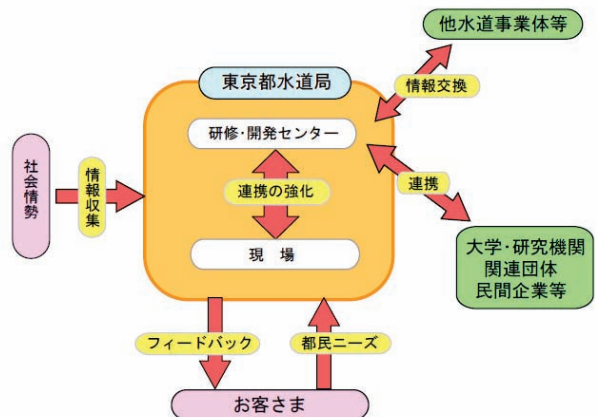 他水道事業体等
東京都水道局
情報交換
研修・開発センター
社会情勢
情報収集
連携の強化
連携
現　場
大学・研究機関
関連団体
民間企業等
フィードバック
都民ニーズ
お客さま